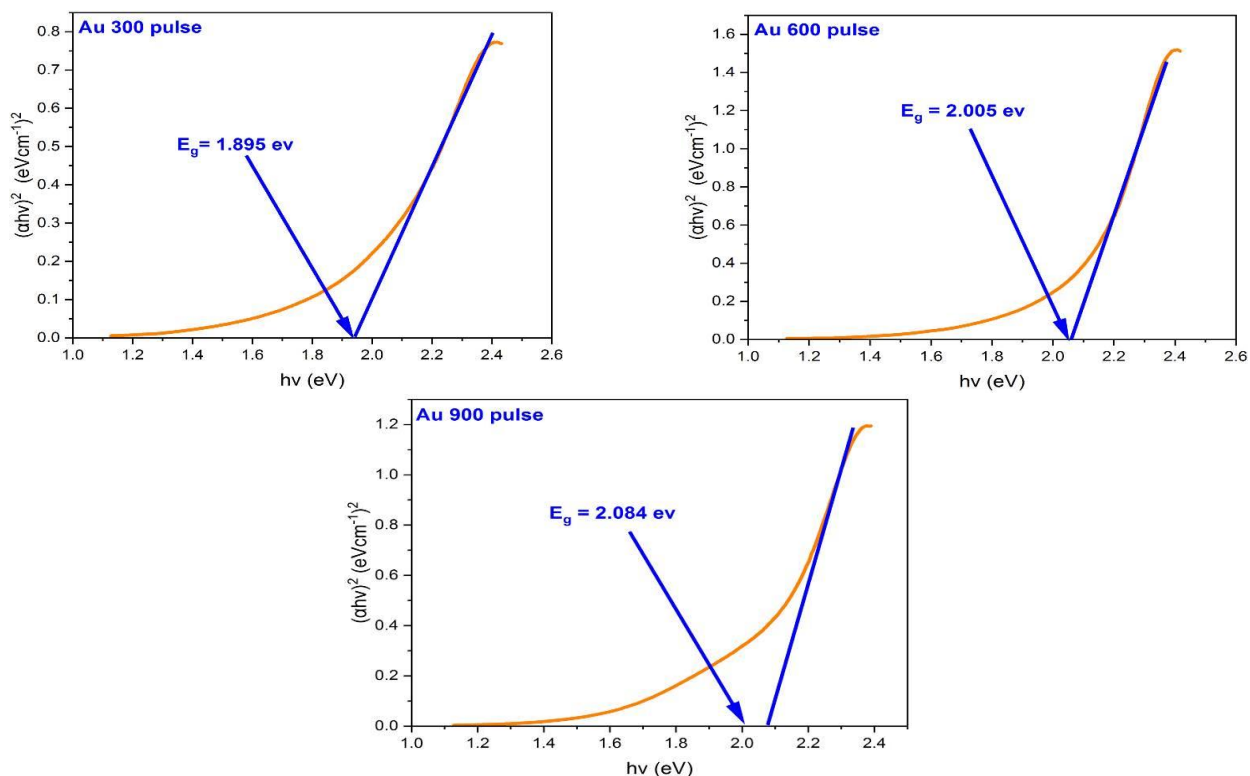 Au 300 pulse
E_g= 1.895 ev
(αhν)² (eVcm⁻¹)²
0.8
0.7
0.6
0.5
0.4
0.3
0.2
0.1
0.0
1.0 1.2 1.4 1.6 1.8 2.0 2.2 2.4 2.6
hν (eV)
Au 600 pulse
E_g = 2.005 ev
(αhν)² (eVcm⁻¹)²
1.6
1.4
1.2
1.0
0.8
0.6
0.4
0.2
0.0
1.0 1.2 1.4 1.6 1.8 2.0 2.2 2.4 2.6
hν (eV)
Au 900 pulse
E_g = 2.084 ev
(αhν)² (eVcm⁻¹)²
1.2
1.0
0.8
0.6
0.4
0.2
0.0
1.0 1.2 1.4 1.6 1.8 2.0 2.2 2.4
hν (eV)